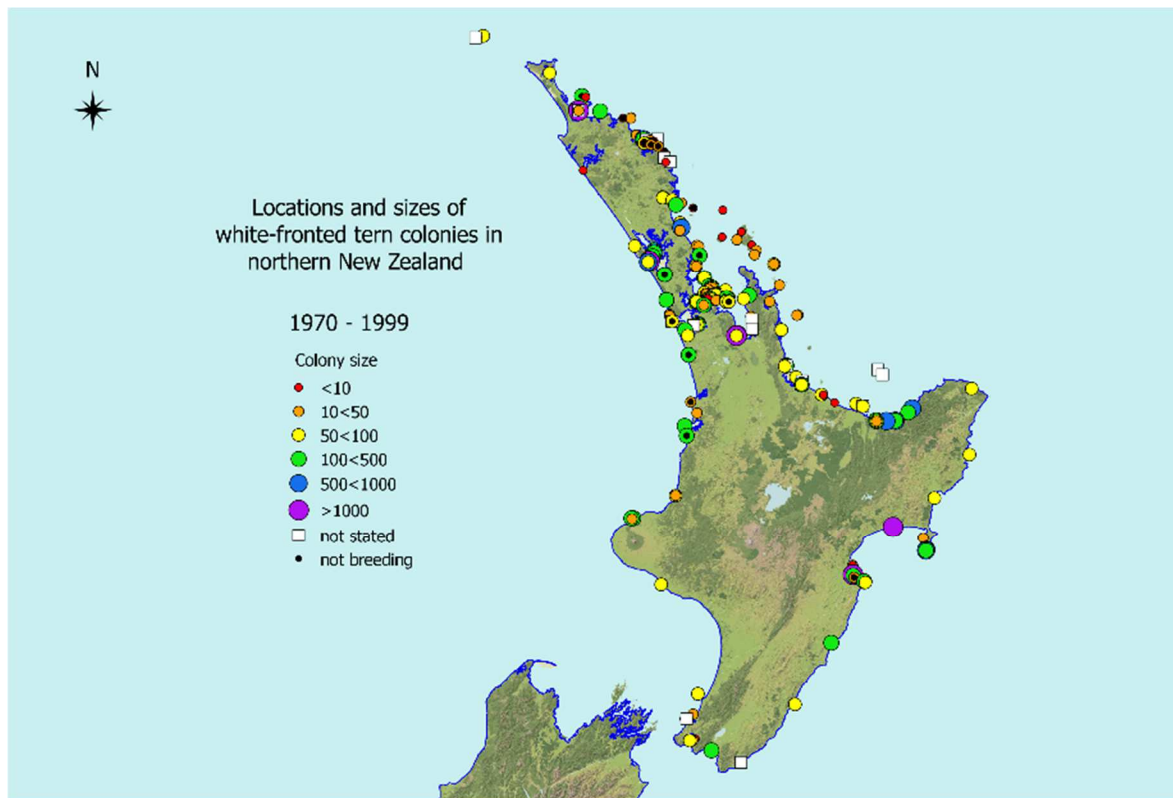 N
Locations and sizes of
white-fronted tern colonies in
northern New Zealand
1970 - 1999
Colony size
<10
10<50
50<100
100<500
500<1000
>1000
not stated
not breeding